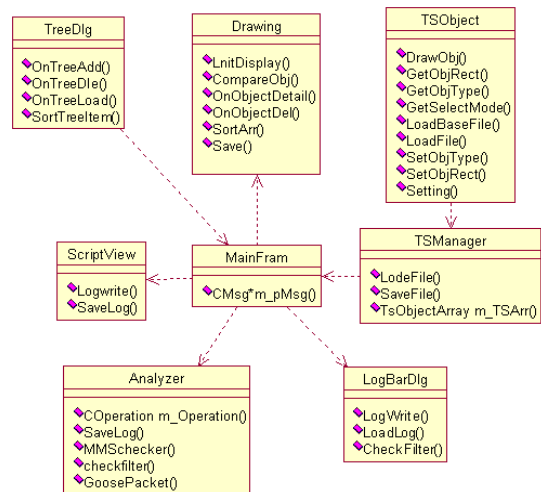 TreeDlg
OnTreeAdd()
OnTreeDle()
OnTreeLoad()
SortTreeItem()
Drawing
LnitDisplay()
CompareObj()
OnObjectDetail()
OnObjectDel()
SortArr()
Save()
TSObject
DrawObj()
GetObjRect()
GetObjType()
GetSelectMode()
LoadBaseFile()
LoadFile()
SetObjType()
SetObjRect()
Setting()
ScriptView
Logwrite()
SaveLog()
MainFram
CMsg*m_pMsg()
TSManager
LodeFile()
SaveFile()
TsObjectArray m_TSArr()
Analyzer
COperation m_Operation()
SaveLog()
MMSchecker()
checkfilter()
GoosePacket()
LogBarDlg
LogWrite()
LoadLog()
CheckFilter()